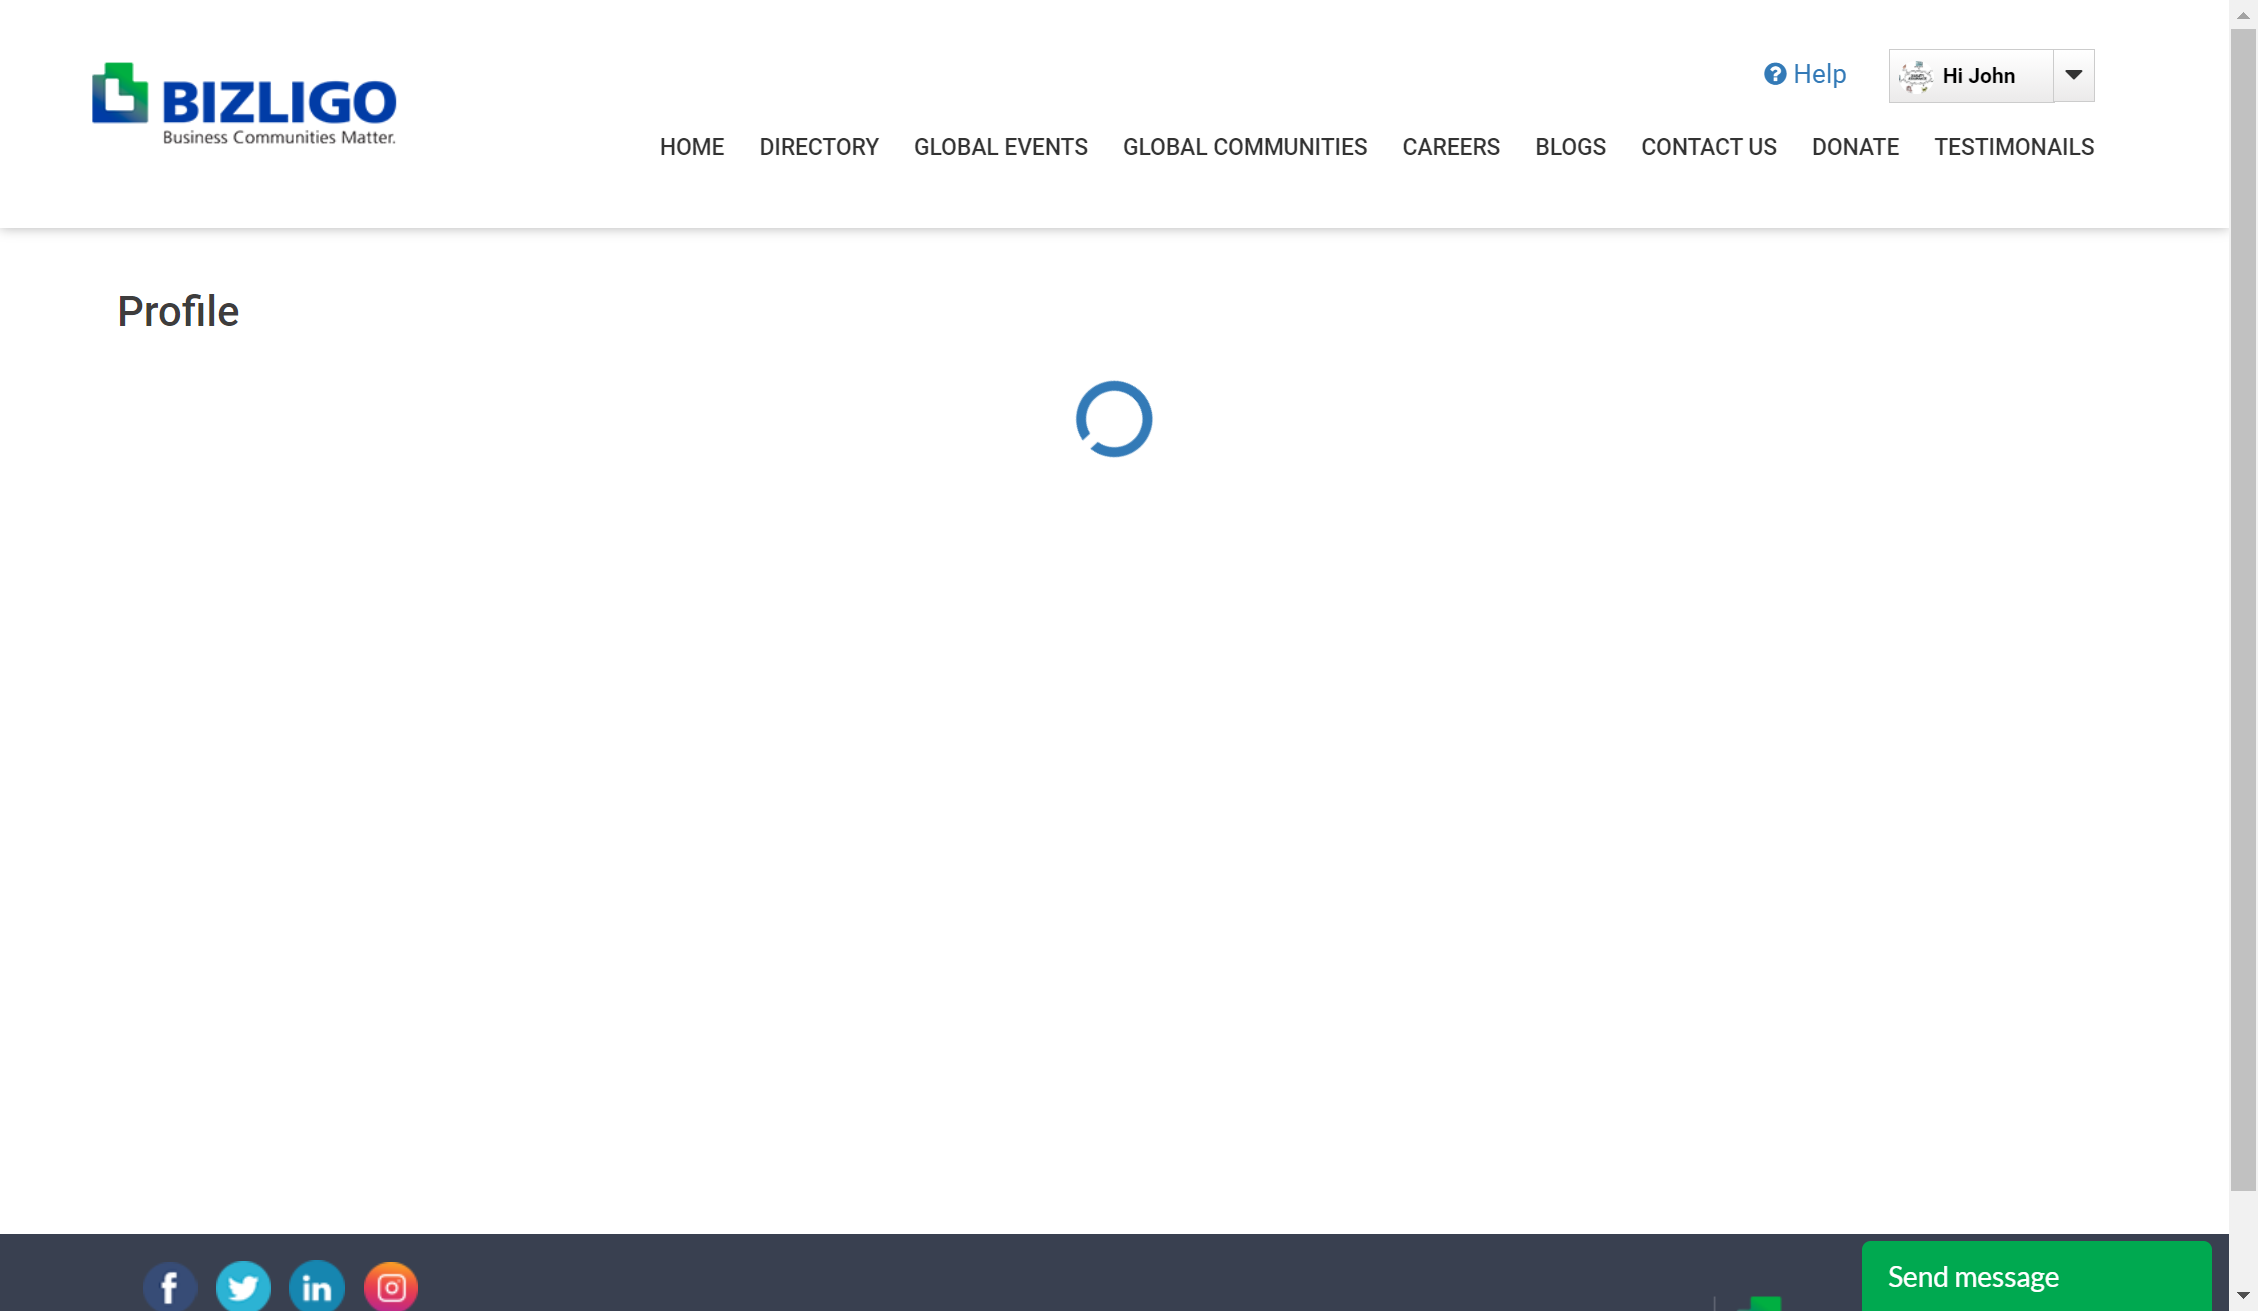 Help
Hi John
BIZLIGO
Business Communities Matter.
HOME DIRECTORY GLOBAL EVENTS GLOBAL COMMUNITIES CAREERS BLOGS CONTACT US DONATE TESTIMONAILS
Profile
Send message